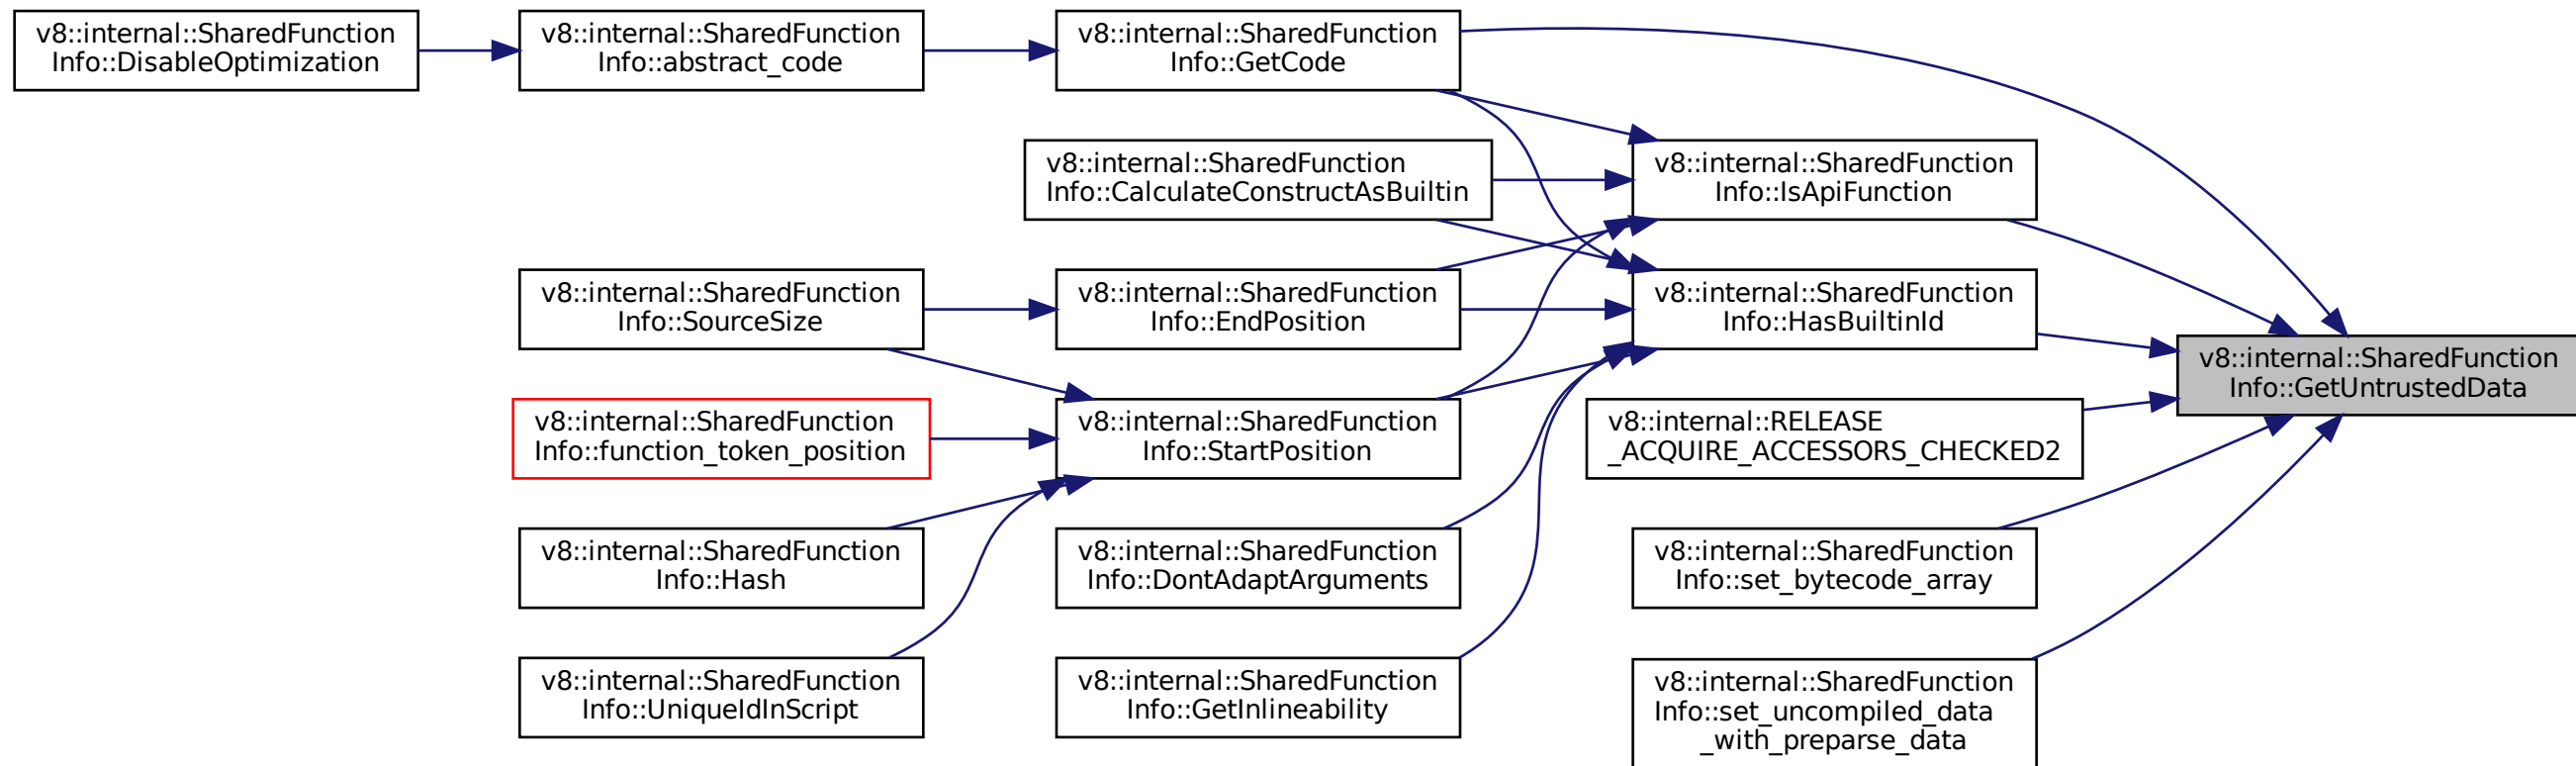 v8::internal::SharedFunction
Info::DisableOptimization
v8::internal::SharedFunction
Info::abstract_code
v8::internal::SharedFunction
Info::GetCode
v8::internal::SharedFunction
Info::CalculateConstructAsBuiltin
v8::internal::SharedFunction
Info::IsApiFunction
v8::internal::SharedFunction
Info::SourceSize
v8::internal::SharedFunction
Info::EndPosition
v8::internal::SharedFunction
Info::HasBuiltinId
v8::internal::SharedFunction
Info::GetUntrustedData
v8::internal::SharedFunction
Info::function_token_position
v8::internal::SharedFunction
Info::StartPosition
v8::internal::RELEASE
_ACQUIRE_ACCESSORS_CHECKED2
v8::internal::SharedFunction
Info::Hash
v8::internal::SharedFunction
Info::DontAdaptArguments
v8::internal::SharedFunction
Info::set_bytecode_array
v8::internal::SharedFunction
Info::UniqueIdInScript
v8::internal::SharedFunction
Info::GetInlineability
v8::internal::SharedFunction
Info::set_uncompiled_data
_with_preparse_data